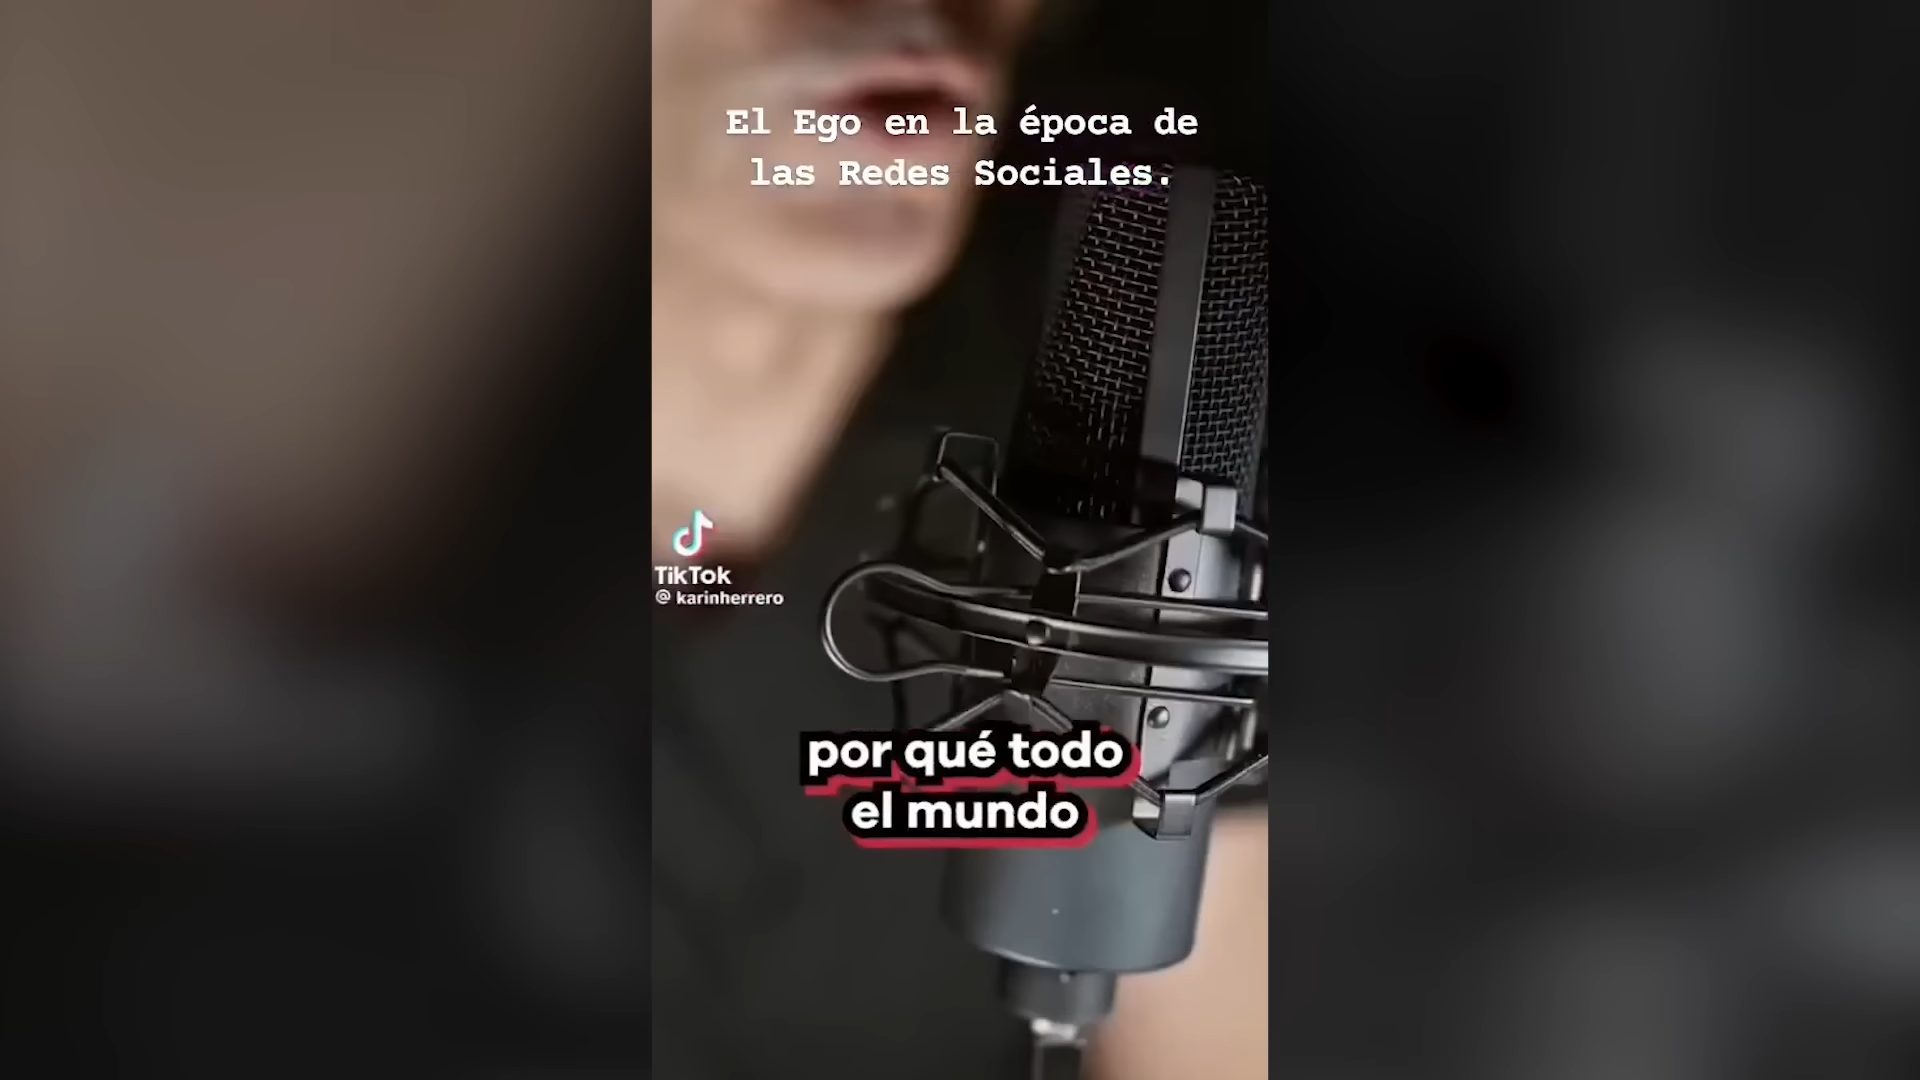 El Ego en la época de
las Redes Sociales.
TikTok
@ karinherrero
por qué todo
el mundo